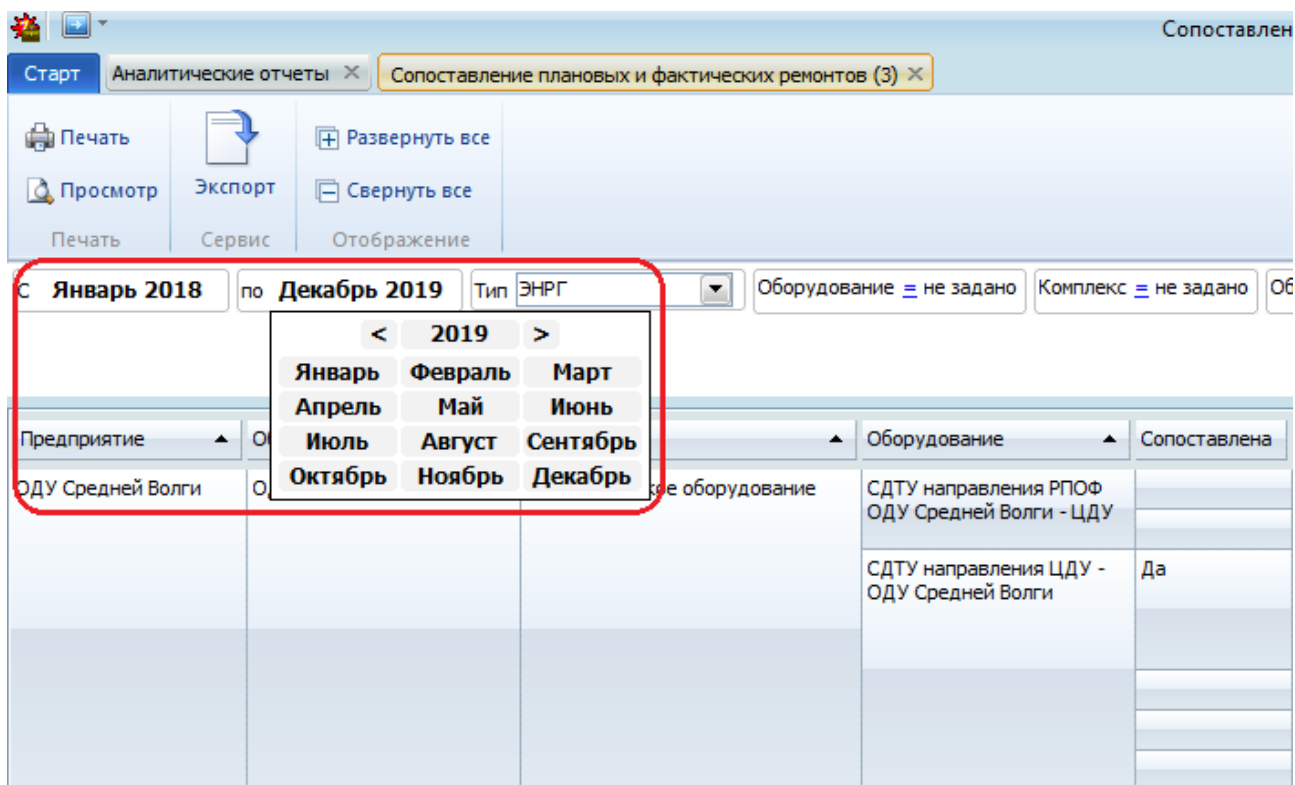 Сопоставлен
Старт Аналитические отчеты Сопоставление плановых и фактических ремонтов (3)
Печать Экспорт Развернуть все
Просмотр Свернуть все
Печать Сервис Отображение
С Январь 2018 по Декабрь 2019 Тип ЭНРГ Оборудование = не задано Комплекс = не задано Об
< 2019 >
Январь Февраль Март
Апрель Май Июнь
Июль Август Сентябрь
Октябрь Ноябрь Декабрь
Предприятие Оборудование Сопоставлена
ОДУ Средней Волги кое оборудование СДТУ направления РПОФ
ОДУ Средней Волги - ЦДУ
СДТУ направления ЦДУ - Да
ОДУ Средней Волги